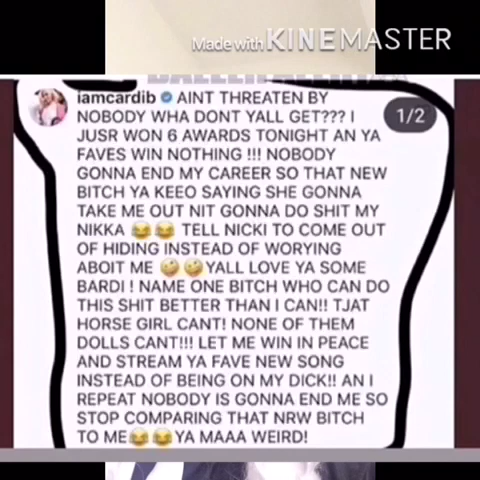 Made with KINEMASTER
iamcardib AINT THREATEN BY
NOBODY WHA DONT YALL GET??? I
1/2
JUSR WON 6 AWARDS TONIGHT AN YA
FAVES WIN NOTHING !!! NOBODY
GONNA END MY CAREER SO THAT NEW
BITCH YA KEEO SAYING SHE GONNA
TAKE ME OUT NIT GONNA DO SHIT MY
NIKKA 😂😂 TELL NICKI TO COME OUT
OF HIDING INSTEAD OF WORYING
ABOIT ME 🤪🤪YALL LOVE YA SOME
BARDI ! NAME ONE BITCH WHO CAN DO
THIS SHIT BETTER THAN I CAN!! TJAT
HORSE GIRL CANT! NONE OF THEM
DOLLS CANT!!! LET ME WIN IN PEACE
AND STREAM YA FAVE NEW SONG
INSTEAD OF BEING ON MY DICK!! AN I
REPEAT NOBODY IS GONNA END ME SO
STOP COMPARING THAT NRW BITCH
TO ME😂😂YA MAAA WEIRD!